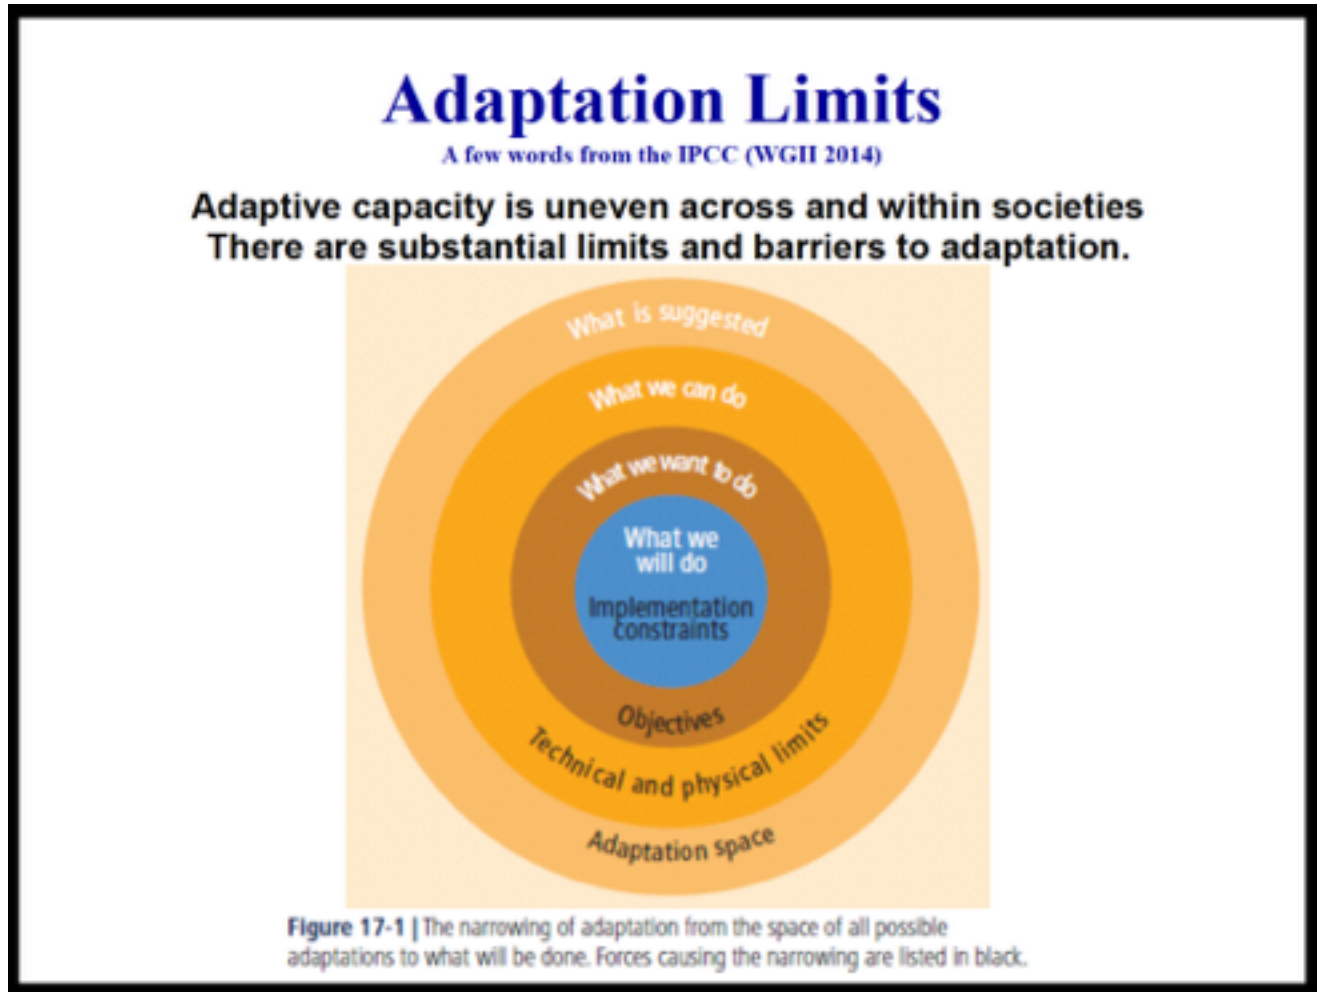 Adaptation Limits
A few words from the IPCC (WGII 2014)
Adaptive capacity is uneven across and within societies
There are substantial limits and barriers to adaptation.
What is suggested
What we can do
What we want to do
What we
will do
Implementation
constraints
Objectives
Technical and physical limits
Adaptation space
Figure 17-1 | The narrowing of adaptation from the space of all possible
adaptations to what will be done. Forces causing the narrowing are listed in black.